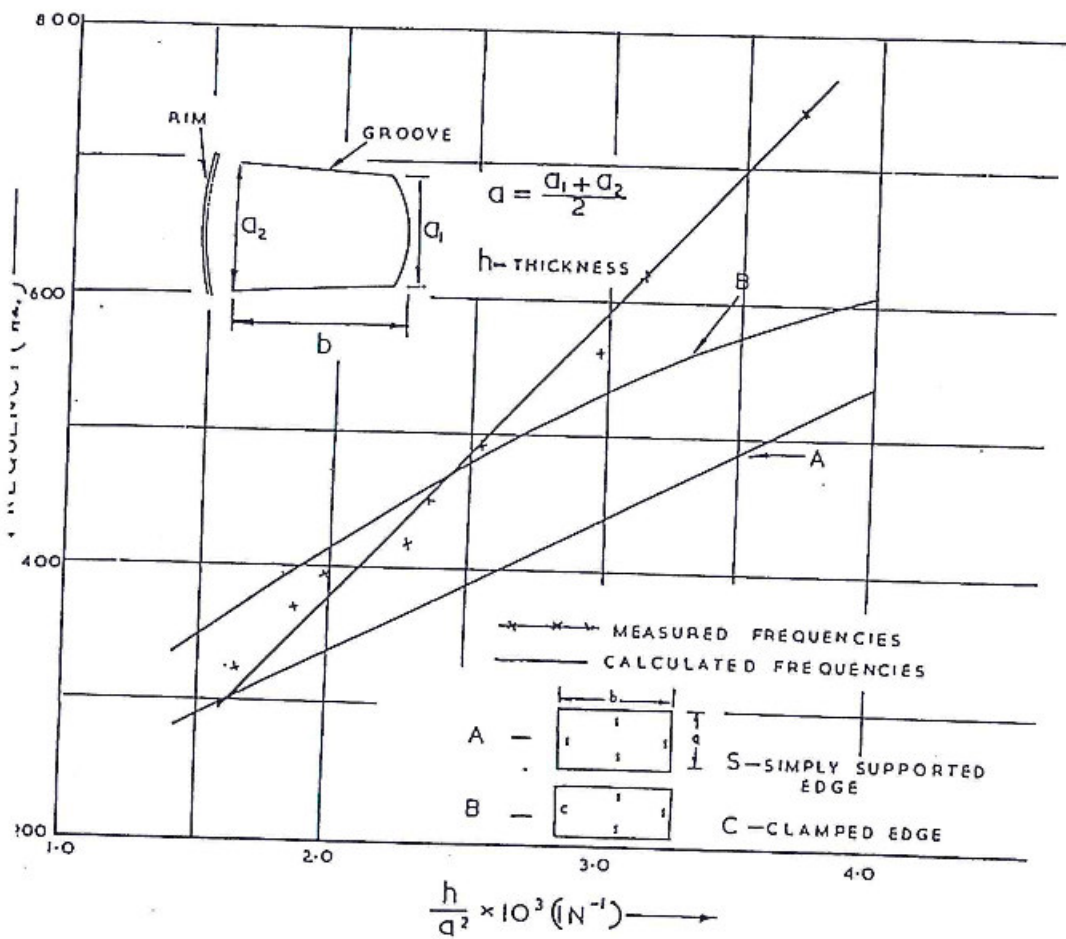 800
RIM
GROOVE
a = (a₁ + a₂)/2
a₂
a₁
h – THICKNESS
B
600
b
A
400
MEASURED FREQUENCIES
CALCULATED FREQUENCIES
b
A –
a
S
S
S
S
S – SIMPLY SUPPORTED
EDGE
B –
C
S
S
S
C – CLAMPED EDGE
200
1·0
2·0
3·0
4·0
h/a² × 10³ (IN⁻¹)